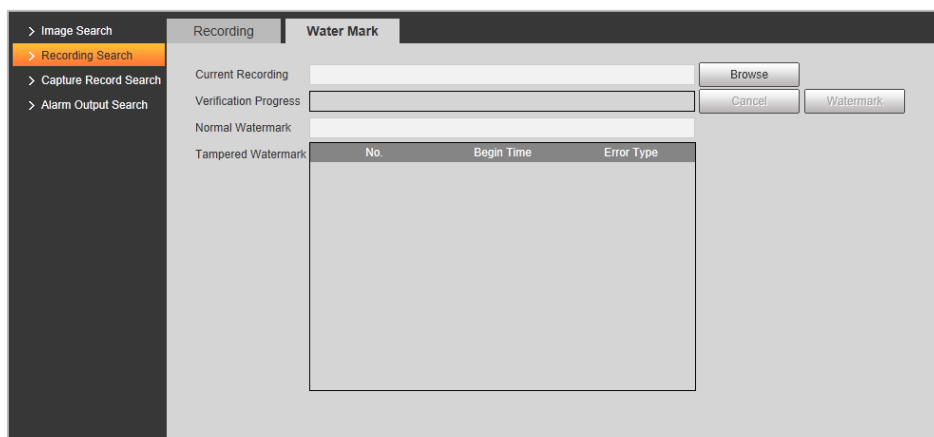 Image Search
Recording Search
Capture Record Search
Alarm Output Search
Recording
Water Mark
Current Recording
Browse
Verification Progress
Cancel
Watermark
Normal Watermark
Tampered Watermark
No.
Begin Time
Error Type